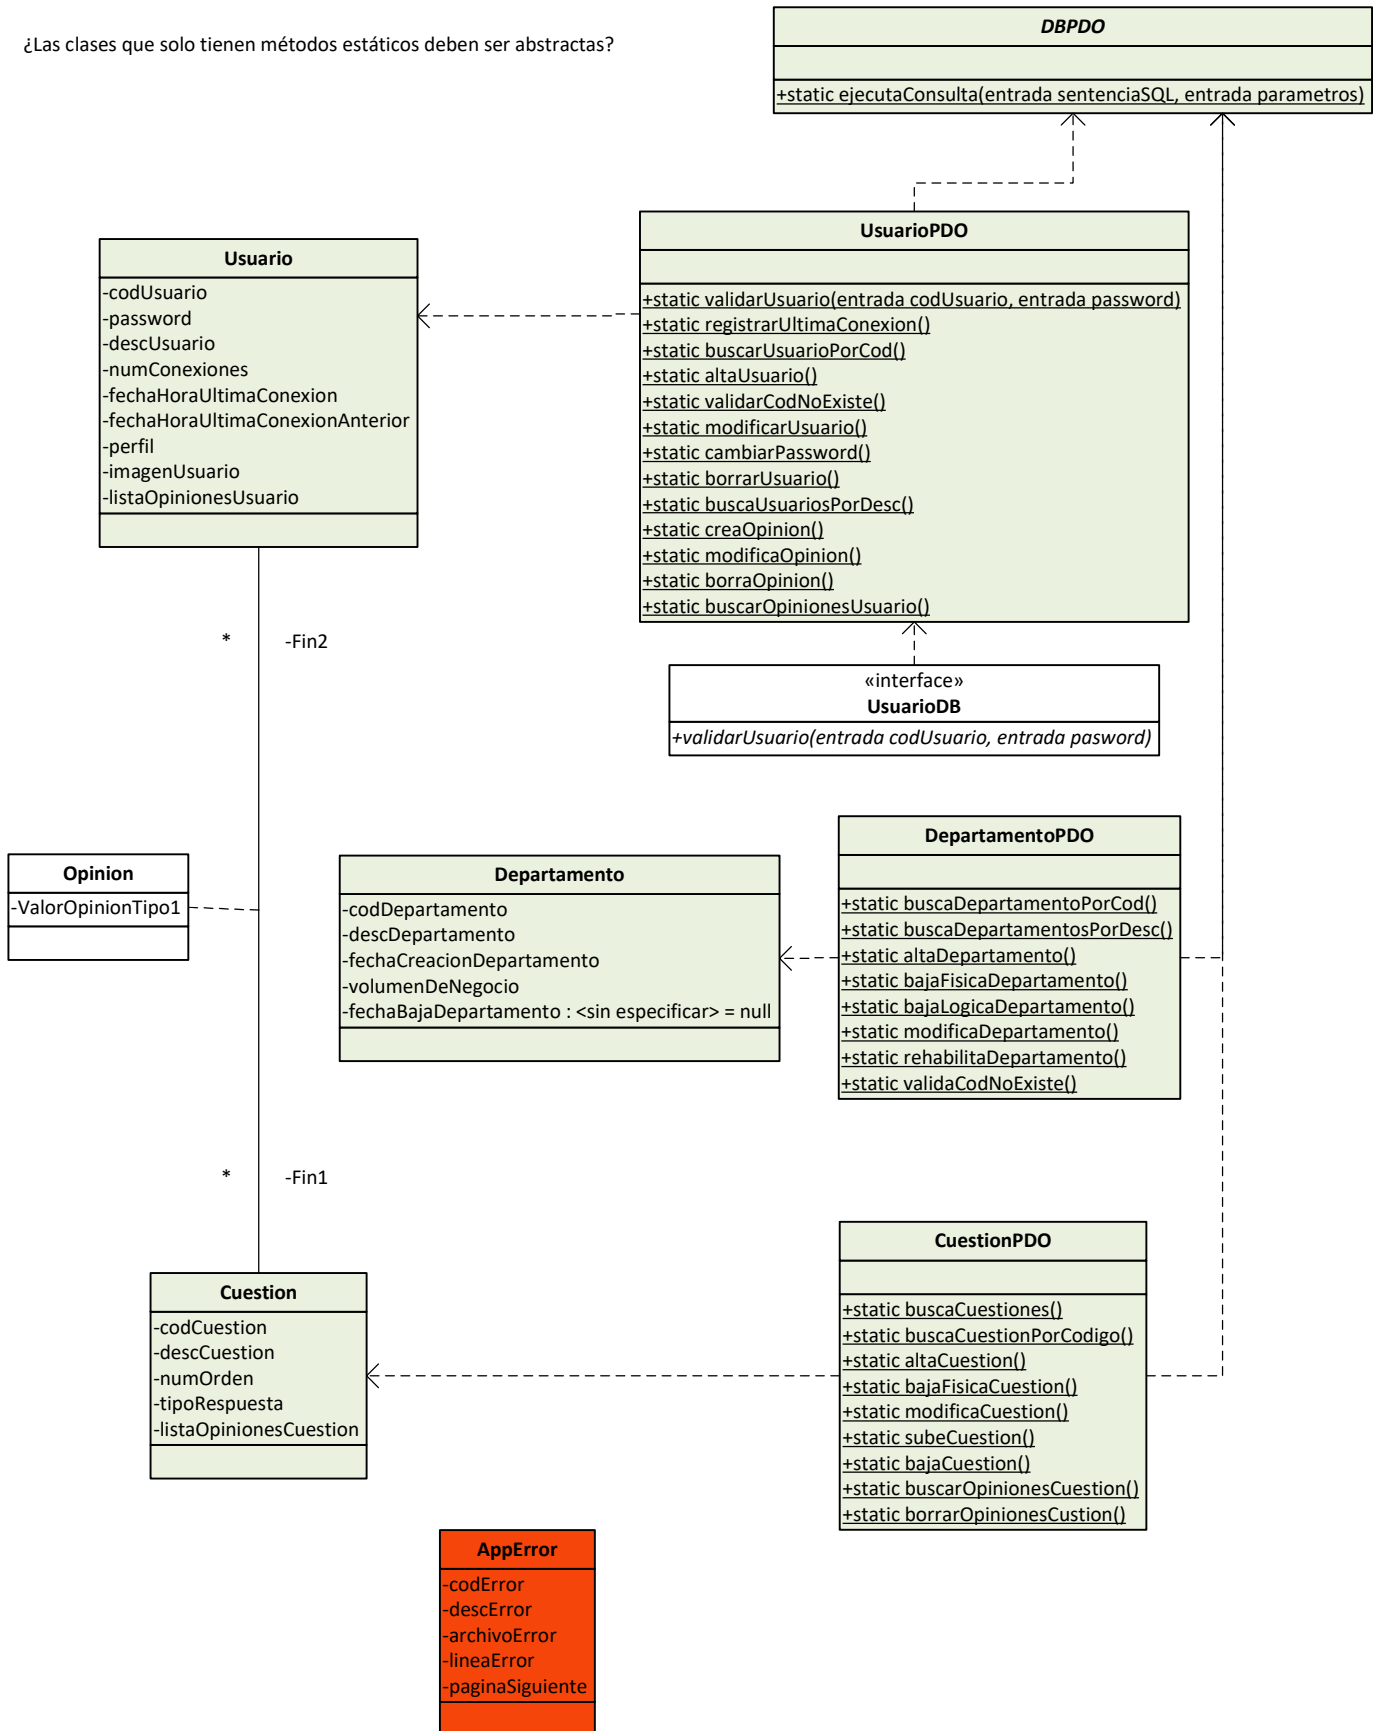 ¿Las clases que solo tienen métodos estáticos deben ser abstractas?
DBPDO
+static ejecutaConsulta(entrada sentenciaSQL, entrada parametros)
Usuario
-codUsuario
-password
-descUsuario
-numConexiones
-fechaHoraUltimaConexion
-fechaHoraUltimaConexionAnterior
-perfil
-imagenUsuario
-listaOpinionesUsuario
UsuarioPDO
+static validarUsuario(entrada codUsuario, entrada password)
+static registrarUltimaConexion()
+static buscarUsuarioPorCod()
+static altaUsuario()
+static validarCodNoExiste()
+static modificarUsuario()
+static cambiarPassword()
+static borrarUsuario()
+static buscaUsuariosPorDesc()
+static creaOpinion()
+static modificaOpinion()
+static borraOpinion()
+static buscarOpinionesUsuario()
* -Fin2
«interface»
UsuarioDB
+validarUsuario(entrada codUsuario, entrada pasword)
Opinion
-ValorOpinionTipo1
Departamento
-codDepartamento
-descDepartamento
-fechaCreacionDepartamento
-volumenDeNegocio
-fechaBajaDepartamento : <sin especificar> = null
DepartamentoPDO
+static buscaDepartamentoPorCod()
+static buscaDepartamentosPorDesc()
+static altaDepartamento()
+static bajaFisicaDepartamento()
+static bajaLogicaDepartamento()
+static modificaDepartamento()
+static rehabilitaDepartamento()
+static validaCodNoExiste()
* -Fin1
Cuestion
-codCuestion
-descCuestion
-numOrden
-tipoRespuesta
-listaOpinionesCuestion
CuestionPDO
+static buscaCuestiones()
+static buscaCuestionPorCodigo()
+static altaCuestion()
+static bajaFisicaCuestion()
+static modificaCuestion()
+static subeCuestion()
+static bajaCuestion()
+static buscarOpinionesCuestion()
+static borrarOpinionesCustion()
AppError
-codError
-descError
-archivoError
-lineaError
-paginaSiguiente